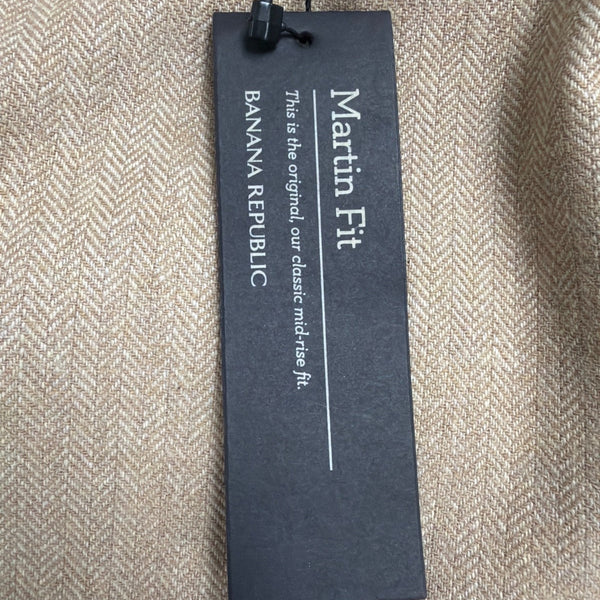 Martin Fit
This is the original, our classic mid-rise fit.
BANANA REPUBLIC